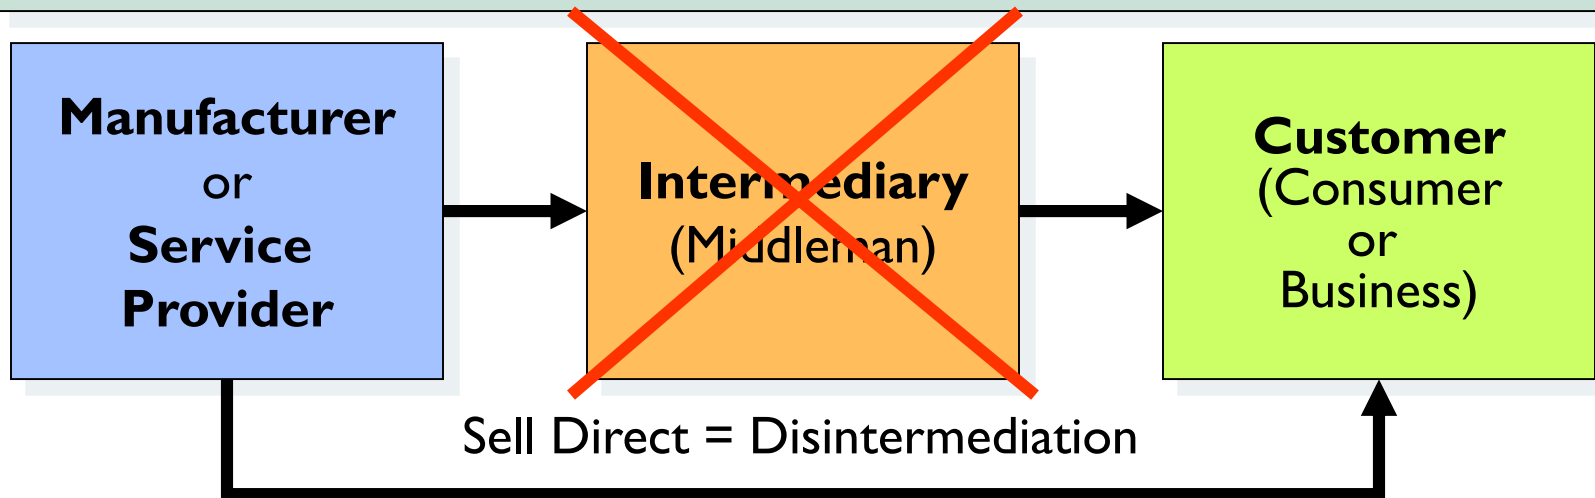 Manufacturer
or
Service
Provider
Intermediary
(Middleman)
Customer
(Consumer
or
Business)
Sell Direct = Disintermediation